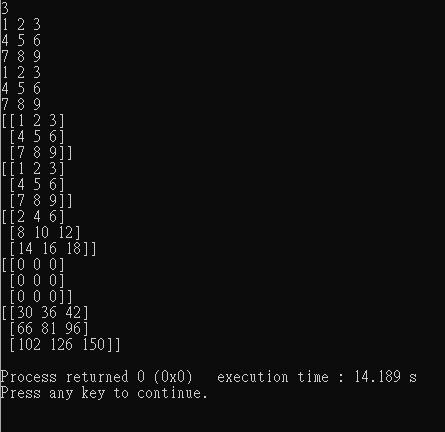 3
1 2 3
4 5 6
7 8 9
1 2 3
4 5 6
7 8 9
[[1 2 3]
 [4 5 6]
 [7 8 9]]
[[1 2 3]
 [4 5 6]
 [7 8 9]]
[[2 4 6]
 [8 10 12]
 [14 16 18]]
[[0 0 0]
 [0 0 0]
 [0 0 0]]
[[30 36 42]
 [66 81 96]
 [102 126 150]]

Process returned 0 (0x0)   execution time : 14.189 s
Press any key to continue.